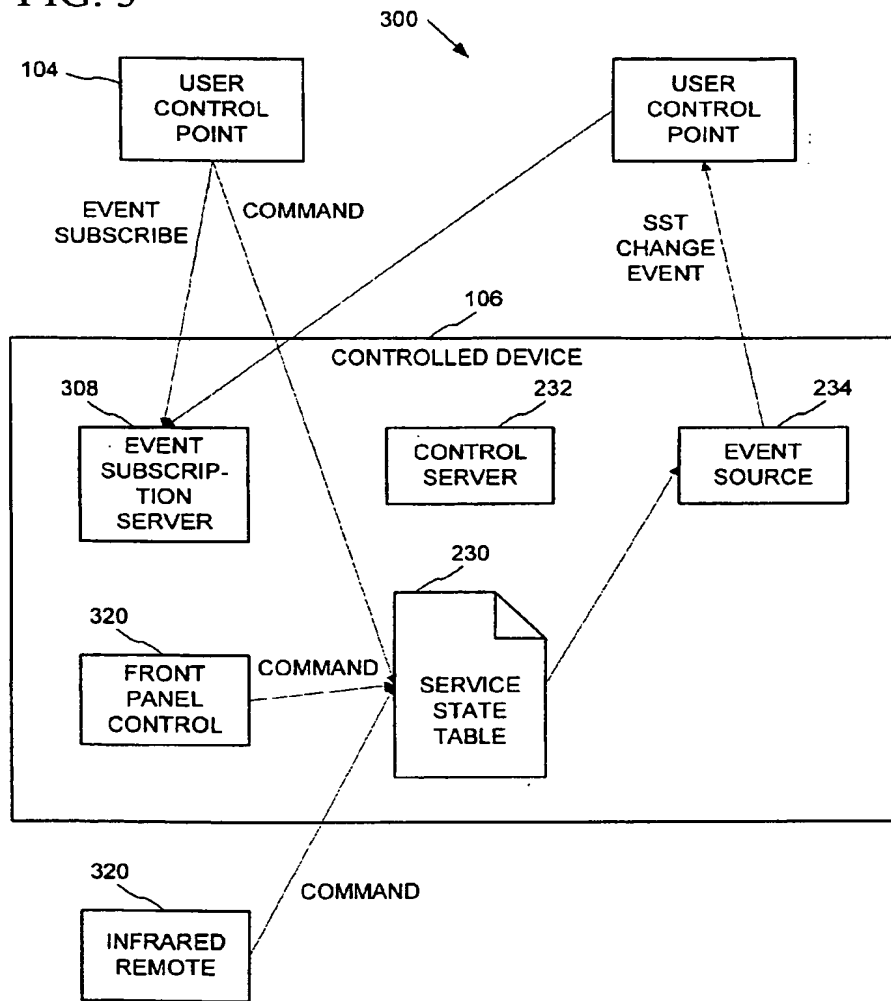 FIG. 3
300
104
USER
CONTROL
POINT
USER
CONTROL
POINT
EVENT
SUBSCRIBE
COMMAND
SST
CHANGE
EVENT
106
CONTROLLED DEVICE
308
EVENT
SUBSCRIP-
TION
SERVER
232
CONTROL
SERVER
234
EVENT
SOURCE
230
SERVICE
STATE
TABLE
320
FRONT
PANEL
CONTROL
COMMAND
320
INFRARED
REMOTE
COMMAND